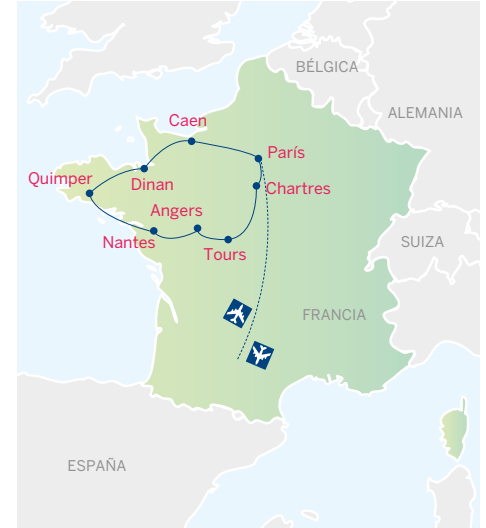 BÉLGICA
ALEMANIA
Caen
París
Quimper
Dinan
Chartres
Angers
Nantes
Tours
SUIZA
FRANCIA
ESPAÑA